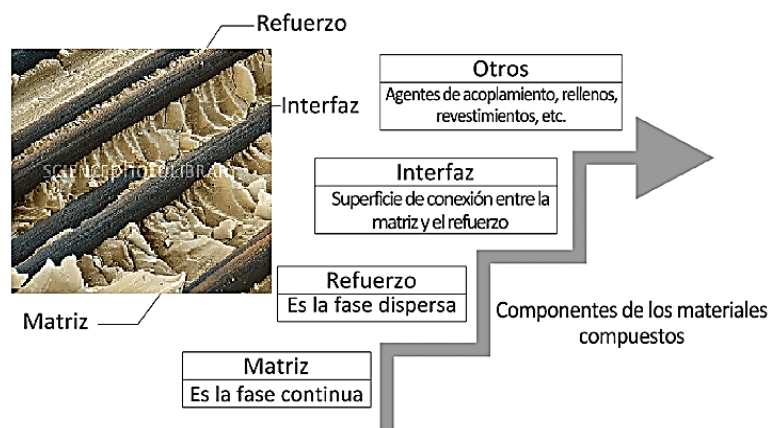 Refuerzo
Interfaz
SCIENCEPHOTOLIBRARY
Matriz
Otros
Agentes de acoplamiento, rellenos,
revestimientos, etc.
Interfaz
Superficie de conexión entre la
matriz y el refuerzo
Refuerzo
Es la fase dispersa
Matriz
Es la fase continua
Componentes de los materiales
compuestos